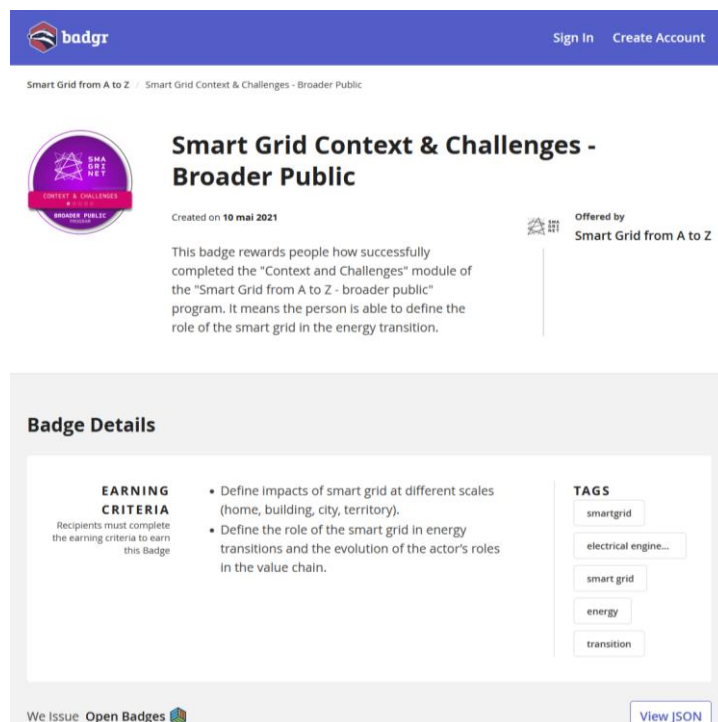 badgr
Sign In Create Account
Smart Grid from A to Z / Smart Grid Context & Challenges - Broader Public
SMA
GRI
NET
CONTEXT & CHALLENGES
BROADER PUBLIC
PROGRAM
Smart Grid Context & Challenges -
Broader Public
Created on 10 mai 2021
This badge rewards people how successfully
completed the "Context and Challenges" module of
the "Smart Grid from A to Z - broader public"
program. It means the person is able to define the
role of the smart grid in the energy transition.
SMA
GRI
NET
Offered by
Smart Grid from A to Z
Badge Details
EARNING
CRITERIA
Recipients must complete
the earning criteria to earn
this Badge
• Define impacts of smart grid at different scales
(home, building, city, territory).
• Define the role of the smart grid in energy
transitions and the evolution of the actor's roles
in the value chain.
TAGS
smartgrid
electrical engine...
smart grid
energy
transition
We Issue Open Badges
View JSON